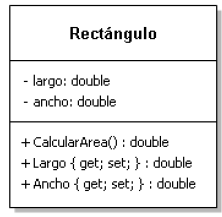 Rectángulo
- largo: double
- ancho: double
+ CalcularArea() : double
+ Largo { get; set; } : double
+ Ancho { get; set; } : double